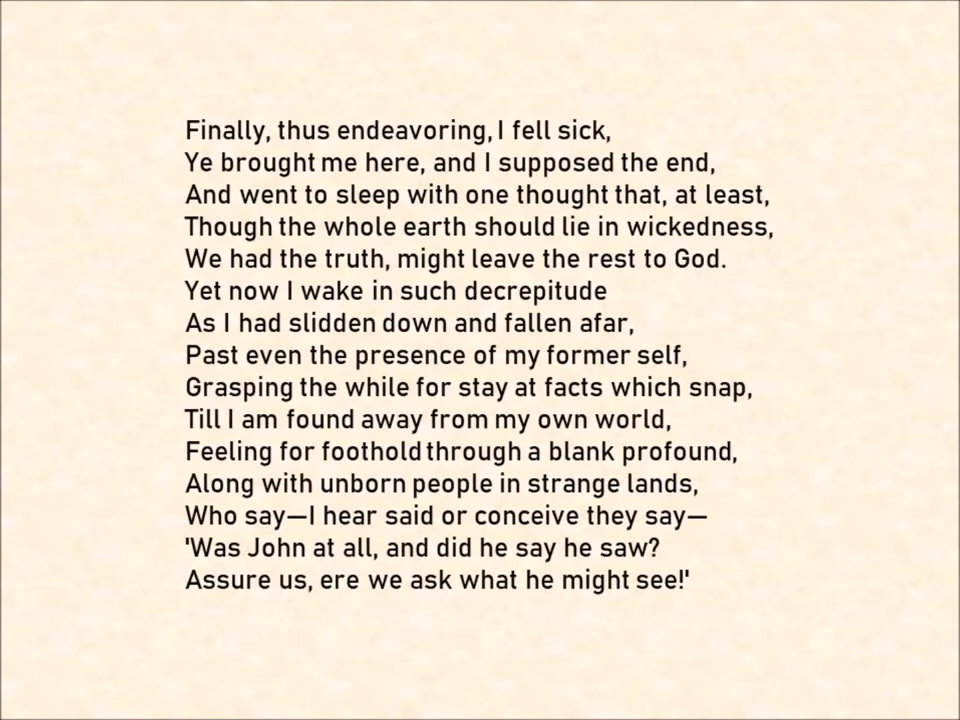 Finally, thus endeavoring, I fell sick,
Ye brought me here, and I supposed the end,
And went to sleep with one thought that, at least,
Though the whole earth should lie in wickedness,
We had the truth, might leave the rest to God.
Yet now I wake in such decrepitude
As I had slidden down and fallen afar,
Past even the presence of my former self,
Grasping the while for stay at facts which snap,
Till I am found away from my own world,
Feeling for foothold through a blank profound,
Along with unborn people in strange lands,
Who say—I hear said or conceive they say—
'Was John at all, and did he say he saw?
Assure us, ere we ask what he might see!'